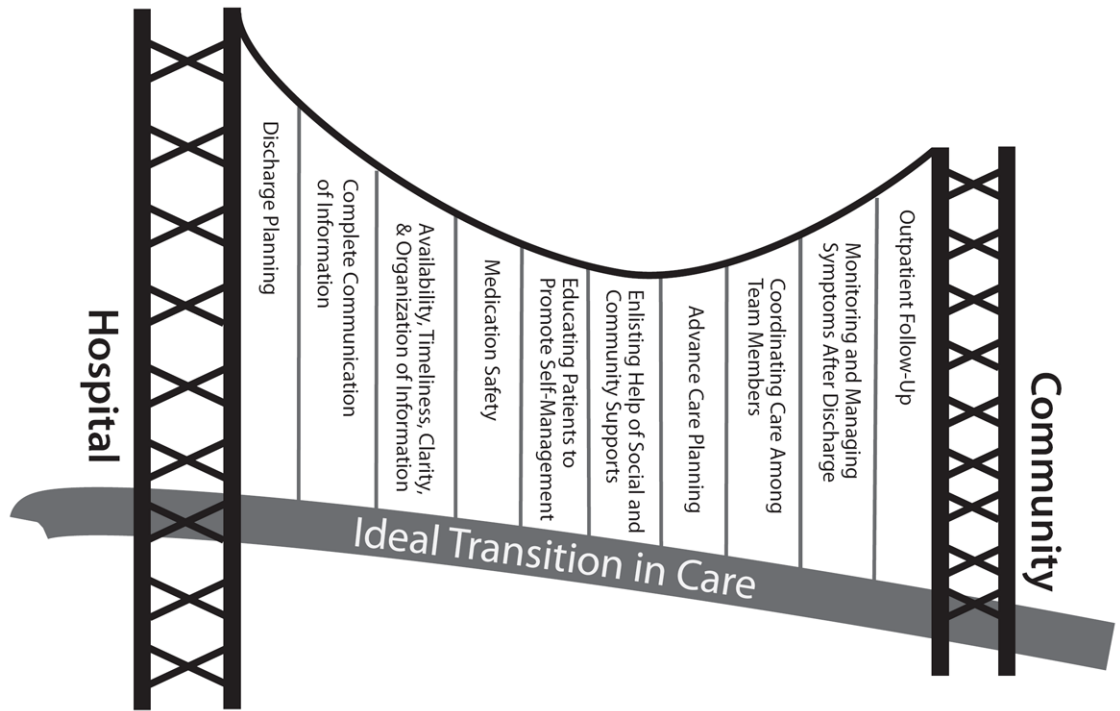 Hospital
Discharge Planning
Complete Communication
of Information
Availability, Timeliness, Clarity,
& Organization of Information
Medication Safety
Educating Patients to
Promote Self-Management
Enlisting Help of Social and
Community Supports
Advance Care Planning
Coordinating Care Among
Team Members
Monitoring and Managing
Symptoms After Discharge
Outpatient Follow-Up
Community
Ideal Transition in Care